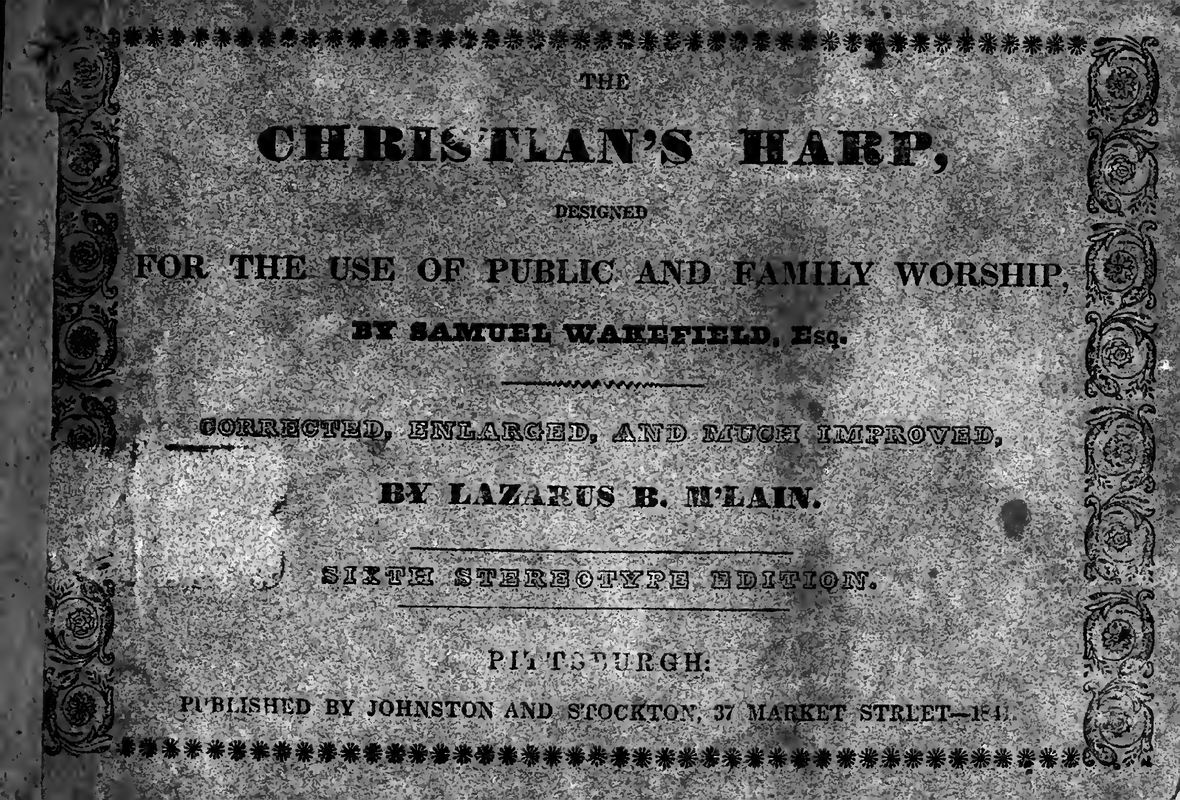 THE
CHRISTIAN'S HARP,
DESIGNED
FOR THE USE OF PUBLIC AND FAMILY WORSHIP,
BY SAMUEL WAKEFIELD, Esq.
CORRECTED, ENLARGED, AND MUCH IMPROVED,
BY LAZARUS B. M'LAIN.
SIXTH STEREOTYPE EDITION.
PITTSBURGH:
PUBLISHED BY JOHNSTON AND STOCKTON, 37 MARKET STREET—